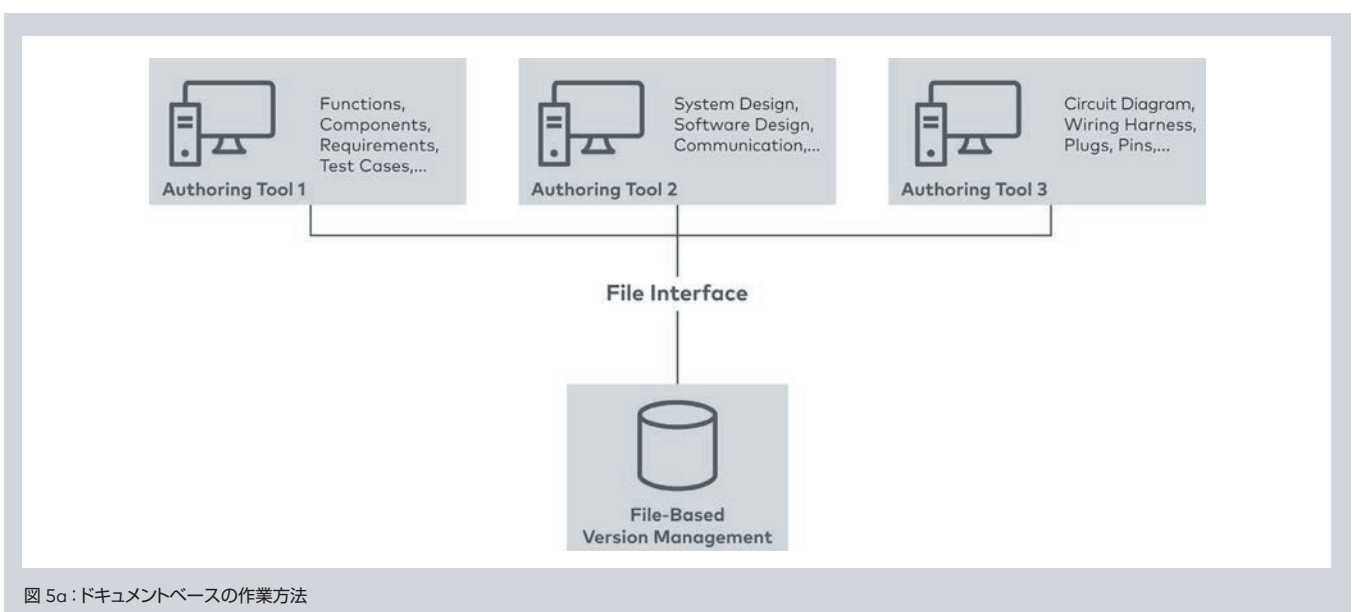 Functions,
Components,
Requirements,
Test Cases,...
Authoring Tool 1
System Design,
Software Design,
Communication,...
Authoring Tool 2
Circuit Diagram,
Wiring Harness,
Plugs, Pins,...
Authoring Tool 3
File Interface
File-Based
Version Management
図 5a：ドキュメントベースの作業方法